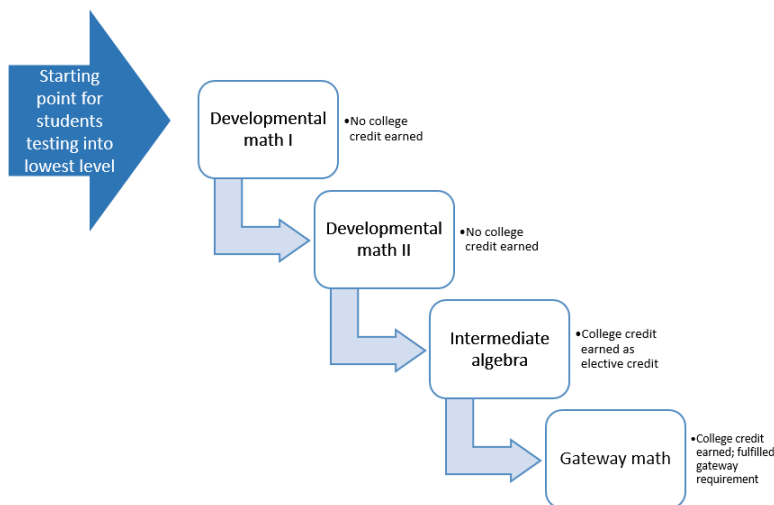 Starting
point for
students
testing into
lowest level
Developmental
math I
•No college
credit earned
Developmental
math II
•No college
credit earned
Intermediate
algebra
•College credit
earned as
elective credit
Gateway math
•College credit
earned; fulfilled
gateway
requirement